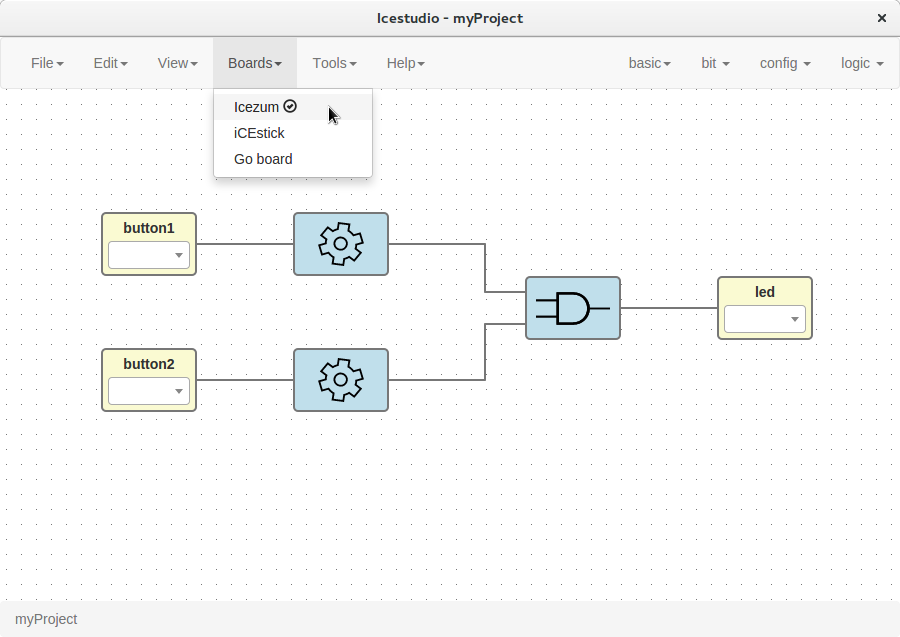 Icestudio - myProject
File Edit View Boards Tools Help basic bit config logic
Icezum
iCEstick
Go board
button1
led
button2
myProject